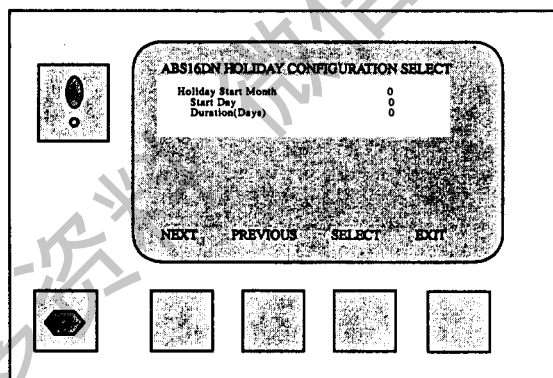 ABS16DN HOLIDAY CONFIGURATION SELECT
Holiday Start Month 0
Start Day 0
Duration(Days) 0
NEXT PREVIOUS SELECT EXIT